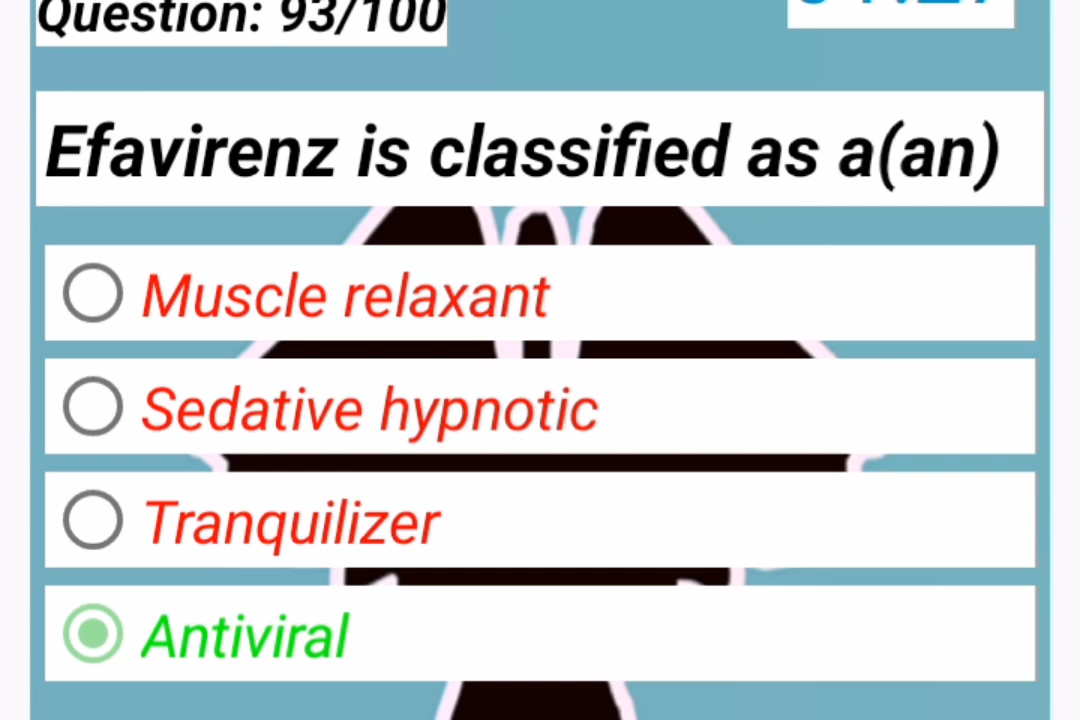 Question: 93/100
Efavirenz is classified as a(an)
Muscle relaxant
Sedative hypnotic
Tranquilizer
Antiviral